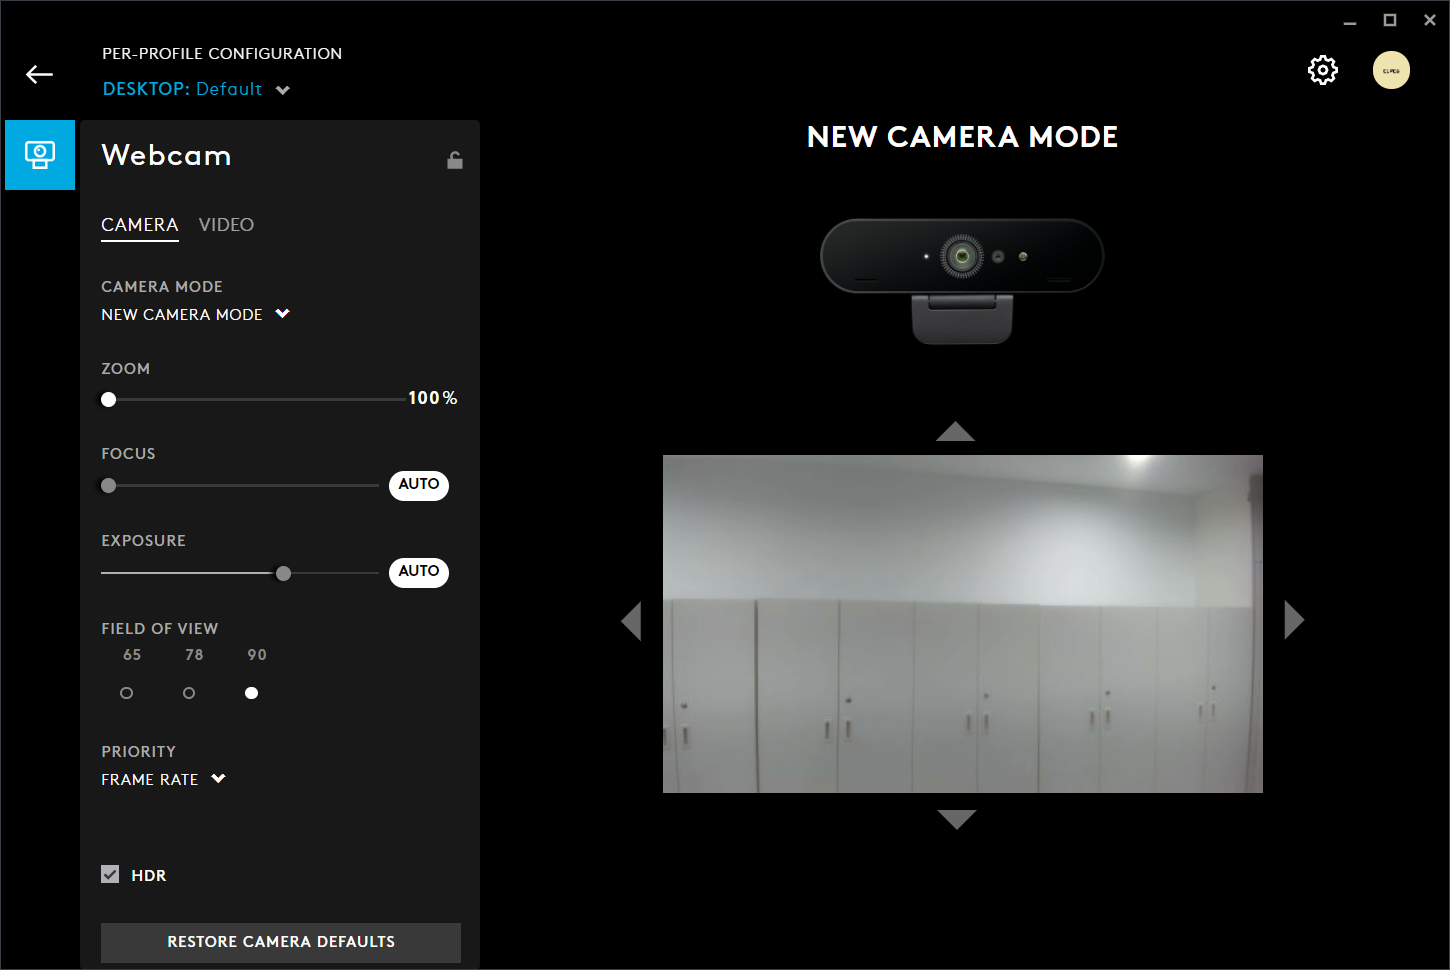 PER-PROFILE CONFIGURATION
DESKTOP: Default
Webcam
CAMERA VIDEO
CAMERA MODE
NEW CAMERA MODE
ZOOM
100%
FOCUS
AUTO
EXPOSURE
AUTO
FIELD OF VIEW
65 78 90
PRIORITY
FRAME RATE
HDR
RESTORE CAMERA DEFAULTS
NEW CAMERA MODE